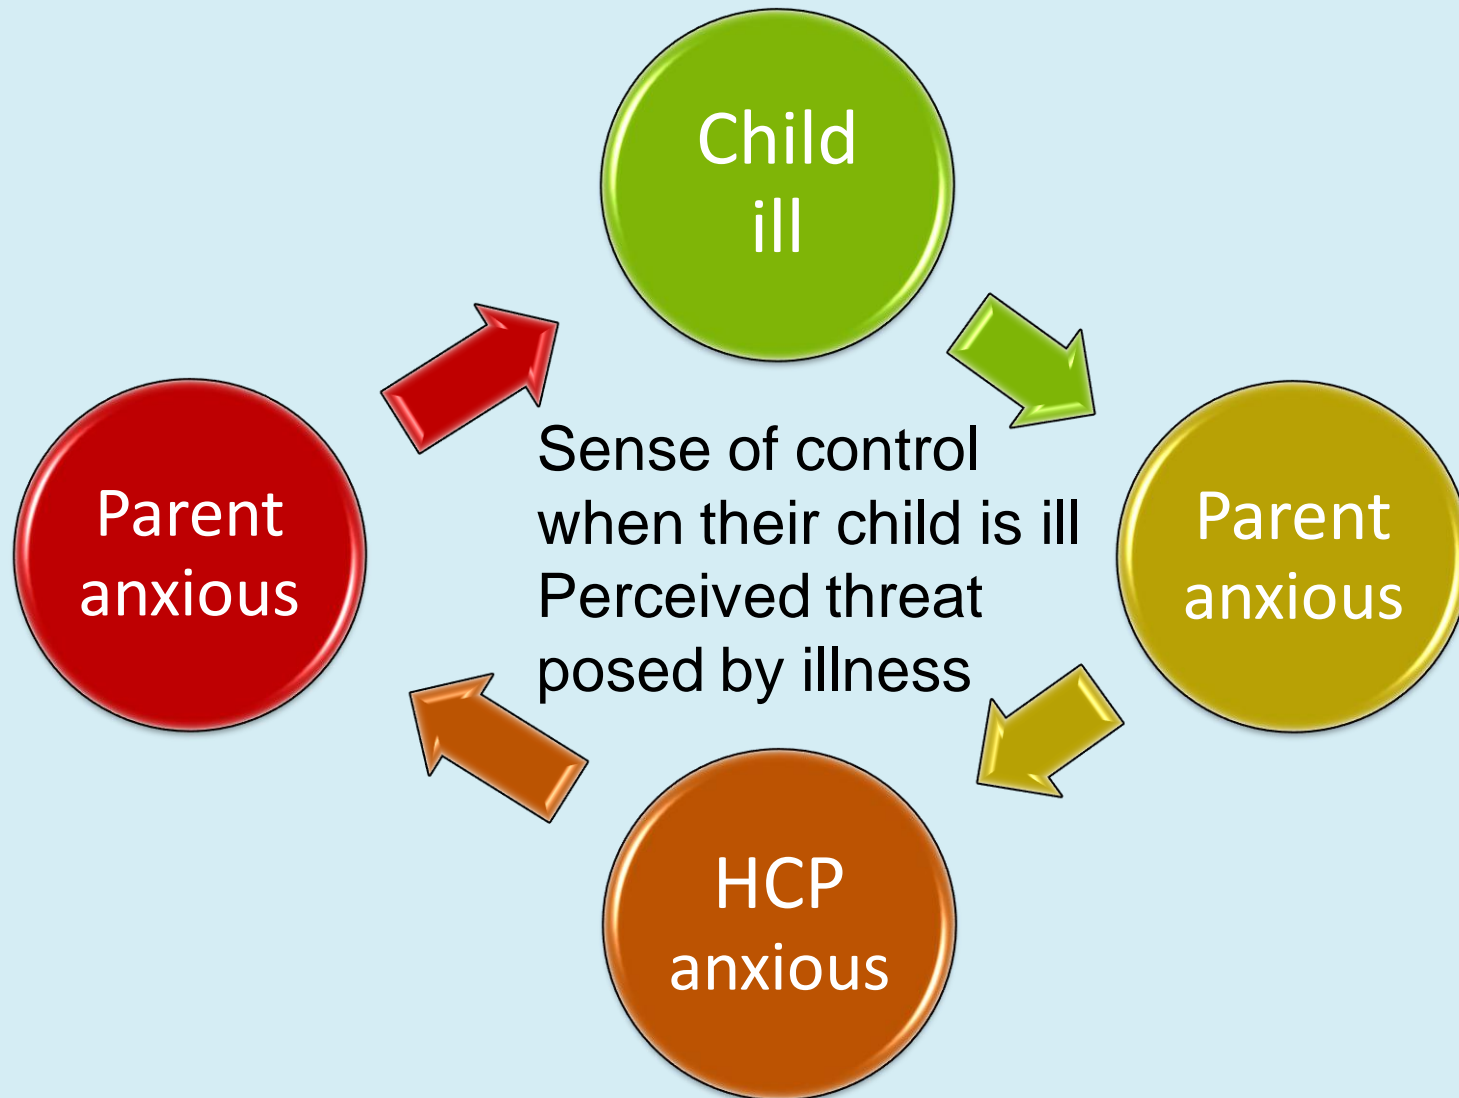 Child
ill
Sense of control
when their child is ill
Perceived threat
posed by illness
Parent
anxious
HCP
anxious
Parent
anxious